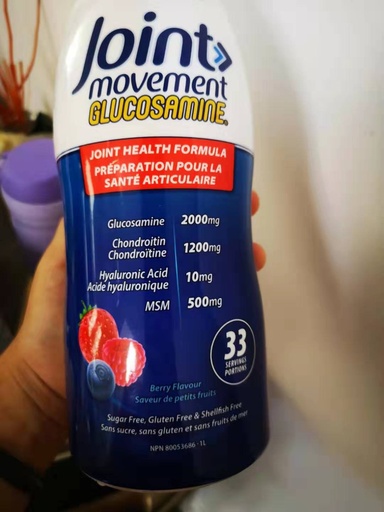 Joint
movement
GLUCOSAMINE®
JOINT HEALTH FORMULA
PRÉPARATION POUR LA
SANTÉ ARTICULAIRE
Glucosamine 2000mg
Chondroitin
Chondroïtine 1200mg
Hyaluronic Acid
Acide hyaluronique 10mg
MSM 500mg
33
SERVINGS
PORTIONS
Berry Flavour
Saveur de petits fruits
Sugar Free, Gluten Free & Shellfish Free
Sans sucre, sans gluten et sans fruits de mer
NPN 80053686 · 1L